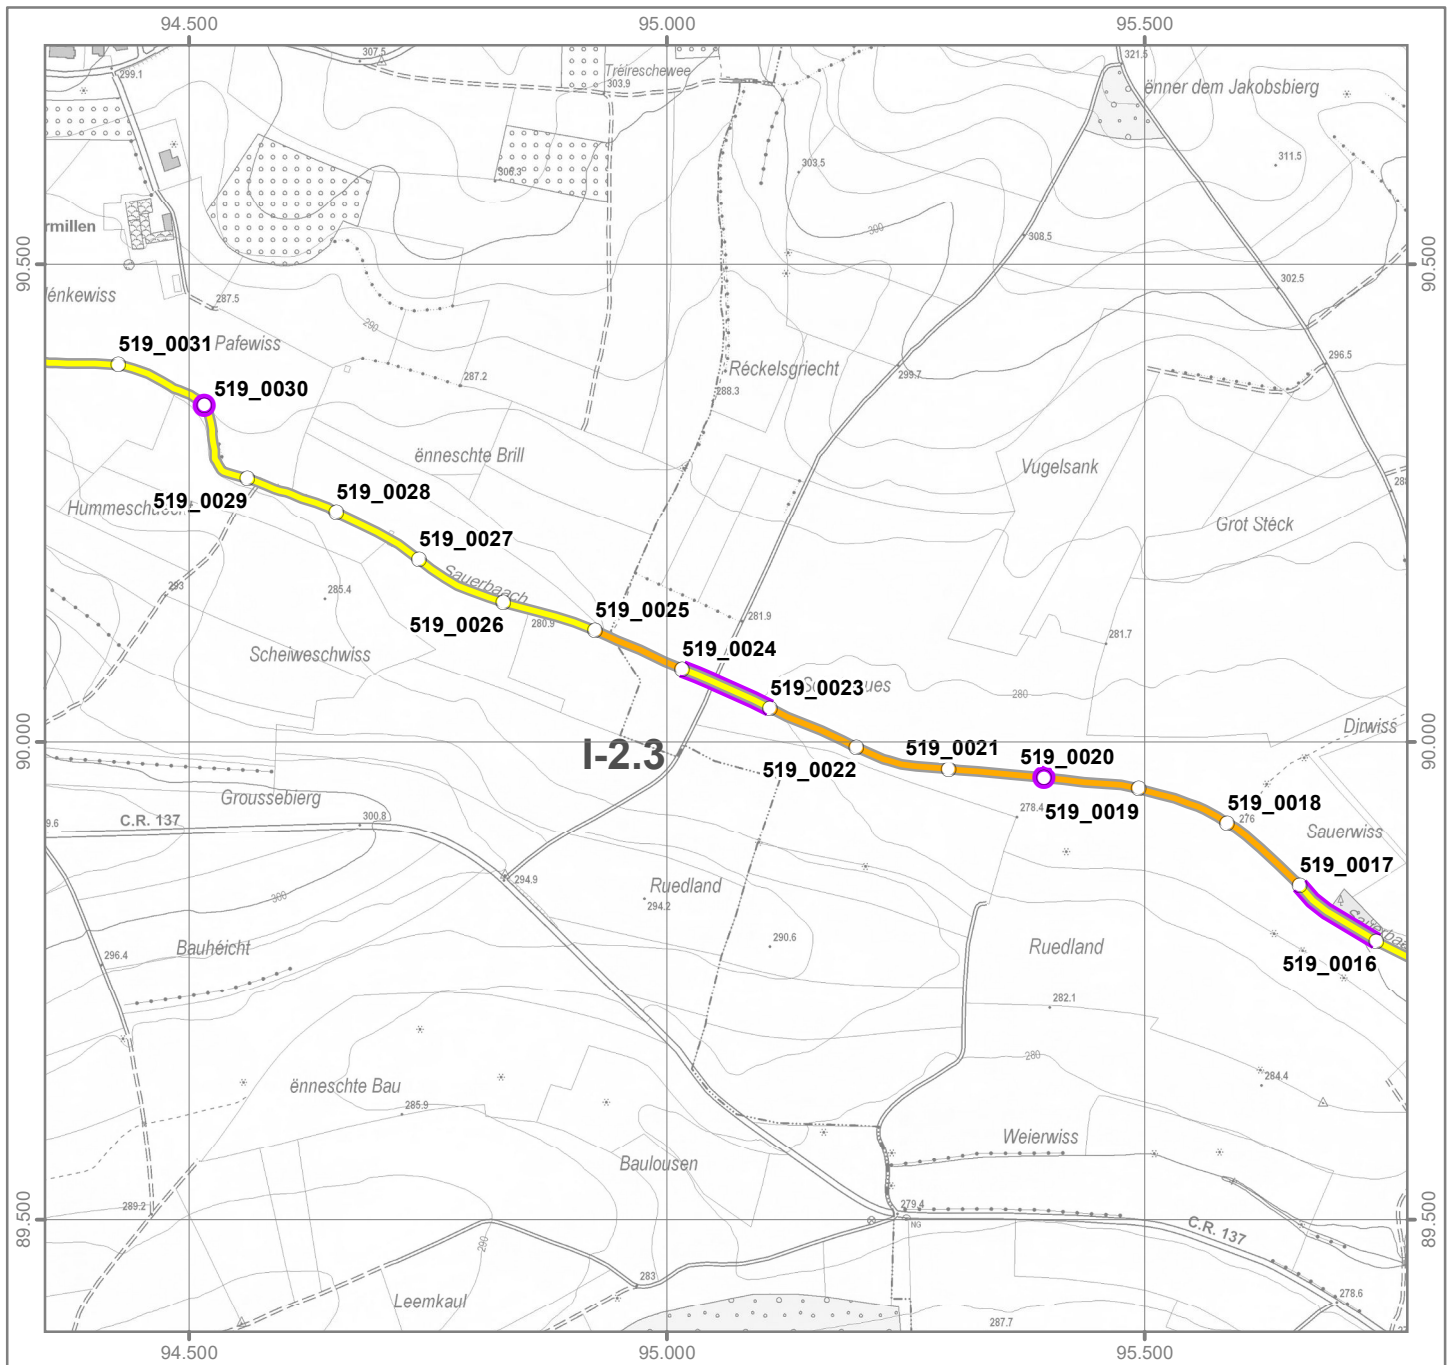 94.500
95.000
95.500
307.5
299.1
Tréireschewee
303.9
321.5
ënner dem Jakobsbierg
311.5
303.5
306.3
rmillen
300
308.5
90.500
90.500
302.5
287.5
290
519_0031
Pafewiss
296.5
287.2
Réckelsgriecht
299.7
519_0030
288.3
ënneschte Brill
Vugelsank
519_0028
519_0029
Grot Stéck
519_0027
293
285.4
Sauerbaach
519_0025
281.9
280.9
519_0026
281.7
519_0024
Scheiweschwiss
519_0023
280
Dirwiss
90.000
90.000
I-2.3
519_0021
519_0020
519_0022
Groussebierg
519_0018
278.4
519_0019
276
C.R. 137
300.8
Sauerwiss
9.6
519_0017
294.9
Ruedland
300
294.2
290.6
Bauhéicht
Ruedland
296.4
519_0016
282.1
280
284.4
ënneschte Bau
285.9
Weierwiss
Baulousen
289.2
279.4
89.500
89.500
NG
C.R. 137
290
283
278.6
Leemkaul
287.7
94.500
95.000
95.500